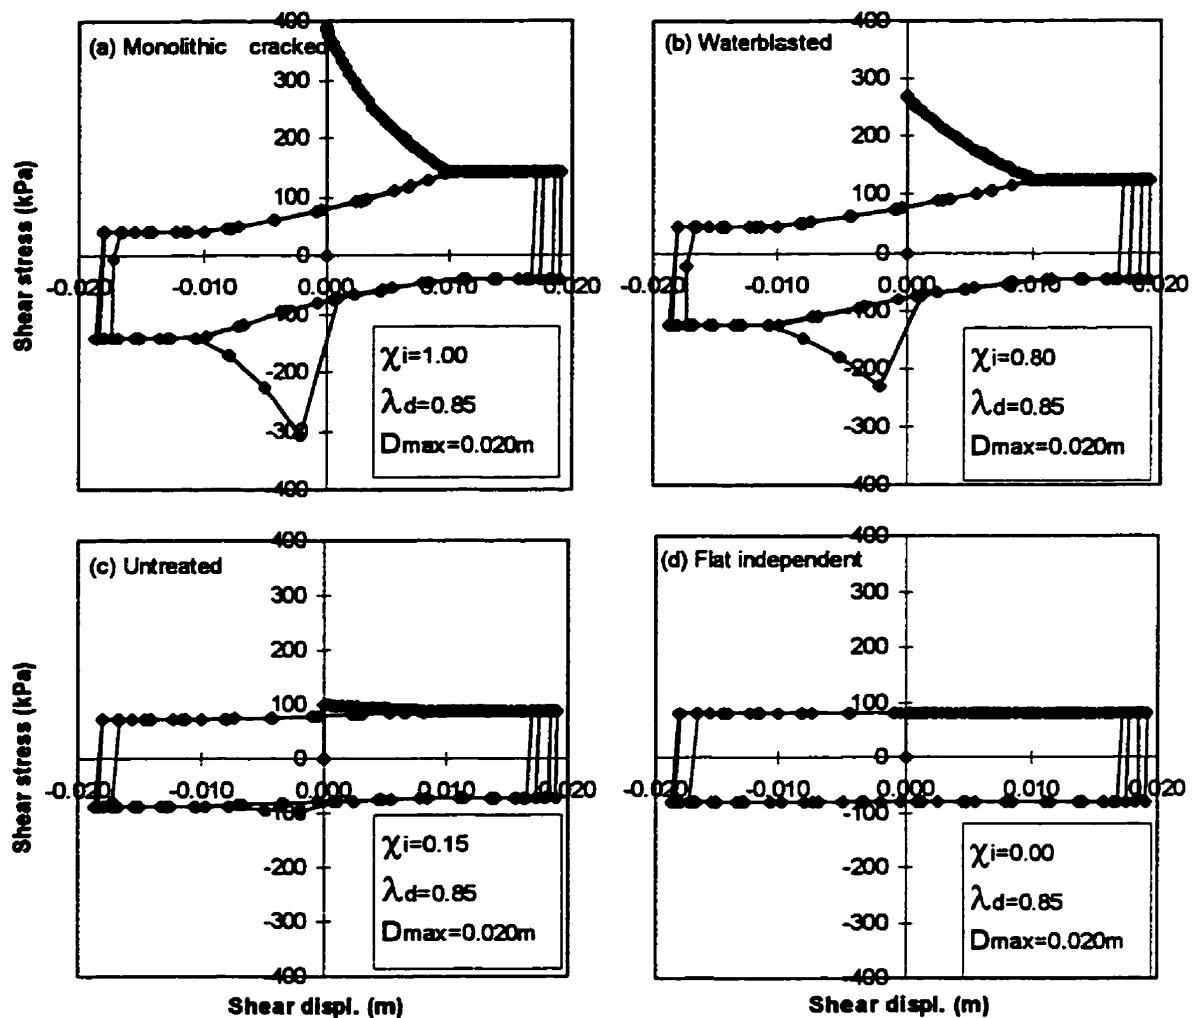 (a) Monolithic cracked
400
300
200
100
0
-0.020
-0.010
0.000
0.010
0.020
-100
-200
-300
-400
Shear stress (kPa)
χi=1.00
λd=0.85
Dmax=0.020m
(b) Waterblasted
400
300
200
100
0
-0.020
-0.010
0.000
0.010
0.020
-100
-200
-300
-400
χi=0.80
λd=0.85
Dmax=0.020m
(c) Untreated
400
300
200
100
0
-0.020
-0.010
0.000
0.010
0.020
-100
-200
-300
-400
Shear stress (kPa)
χi=0.15
λd=0.85
Dmax=0.020m
Shear displ. (m)
(d) Flat independent
400
300
200
100
0
-0.020
-0.010
0.000
0.010
0.020
-100
-200
-300
-400
χi=0.00
λd=0.85
Dmax=0.020m
Shear displ. (m)